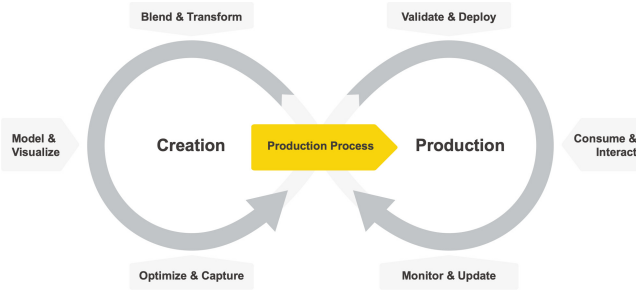 Blend & Transform
Validate & Deploy
Model &
Visualize
Creation
Production Process
Production
Consume &
Interact
Optimize & Capture
Monitor & Update